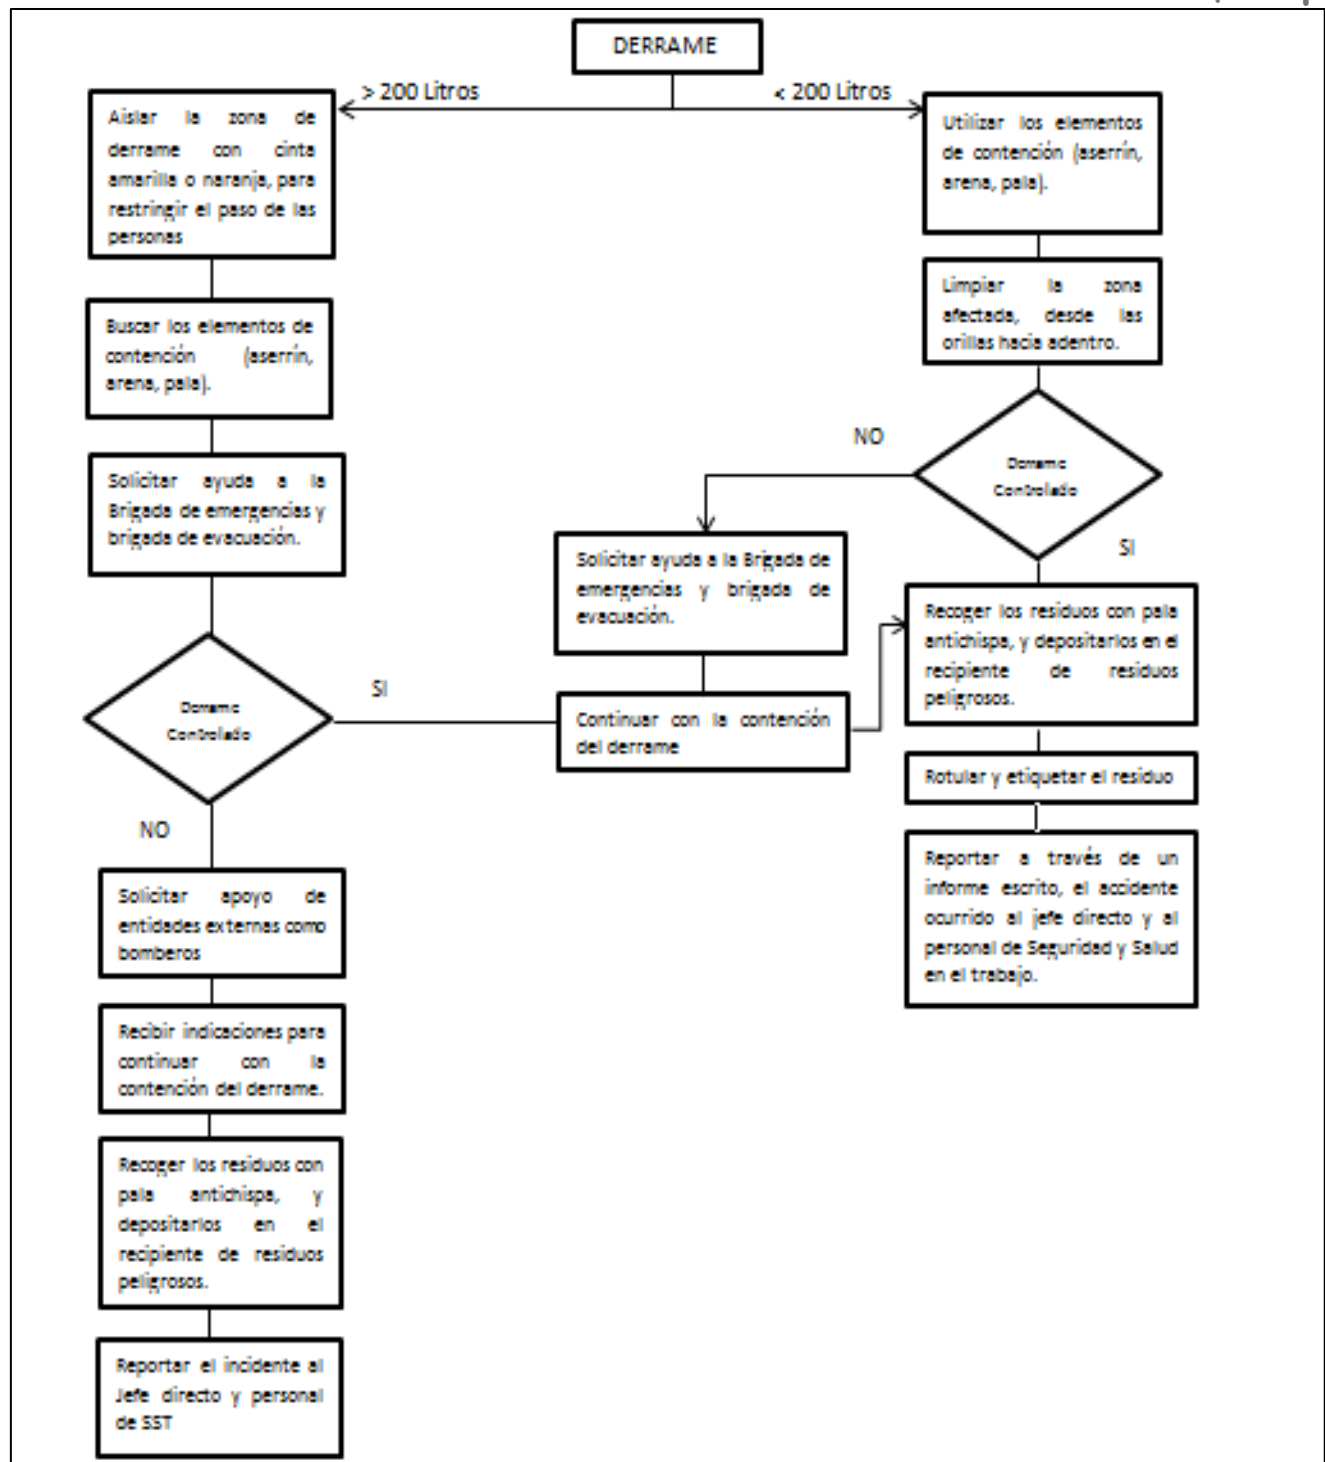 DERRAME
> 200 Litros
< 200 Litros
Aislar la zona de
derrame con cinta
amarilla o naranja, para
restringir el paso de las
personas
Buscar los elementos de
contención (aserrín,
arena, pala).
Solicitar ayuda a la
Brigada de emergencias y
brigada de evacuación.
Derrame
Controlado
SI
NO
Solicitar apoyo de
entidades externas como
bomberos
Recibir indicaciones para
continuar con la
contención del derrame.
Recoger los residuos con
pala antichispa, y
depositarlos en el
recipiente de residuos
peligrosos.
Reportar el incidente al
Jefe directo y personal
de SST
Utilizar los elementos
de contención (aserrín,
arena, pala).
Limpiar la zona
afectada, desde las
orillas hacia adentro.
Derrame
Controlado
NO
SI
Solicitar ayuda a la Brigada de
emergencias y brigada de
evacuación.
Continuar con la contención
del derrame
Recoger los residuos con pala
antichispa, y depositarlos en el
recipiente de residuos
peligrosos.
Rotular y etiquetar el residuo
Reportar a través de un
informe escrito, el accidente
ocurrido al jefe directo y al
personal de Seguridad y Salud
en el trabajo.